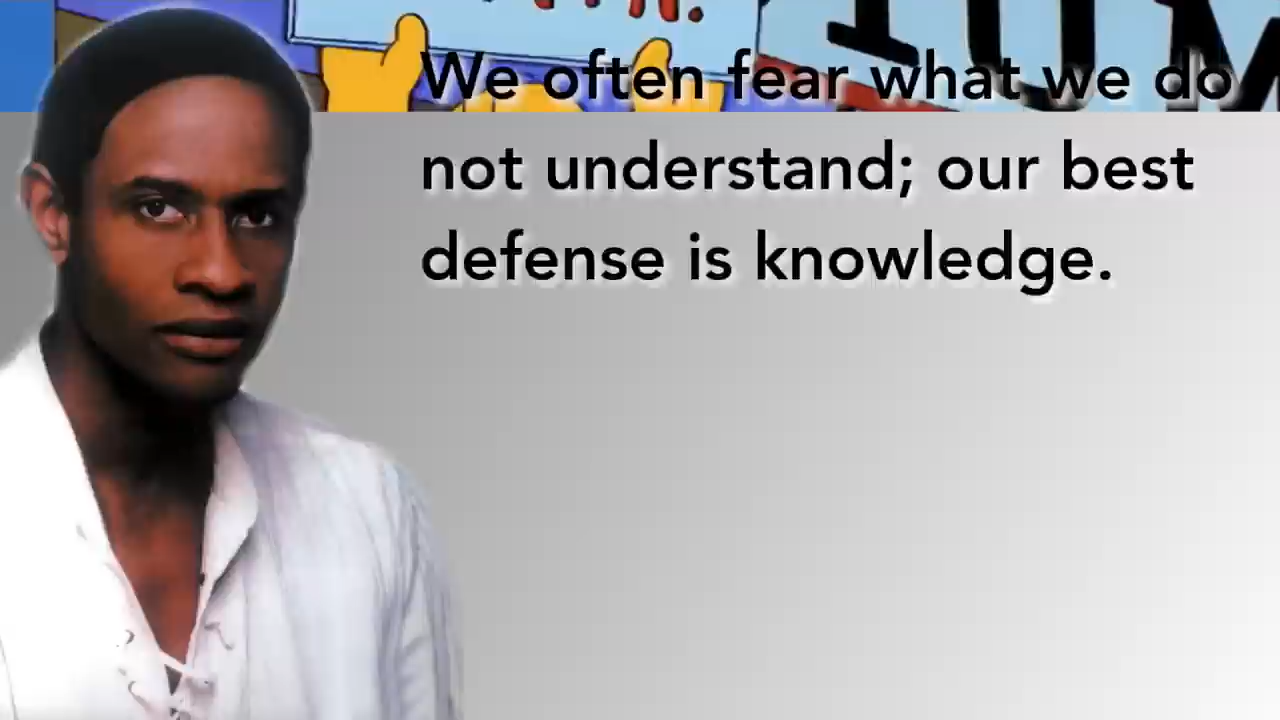 We often fear what we do
not understand; our best
defense is knowledge.